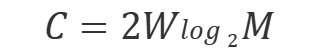 C = 2W log ₂ M